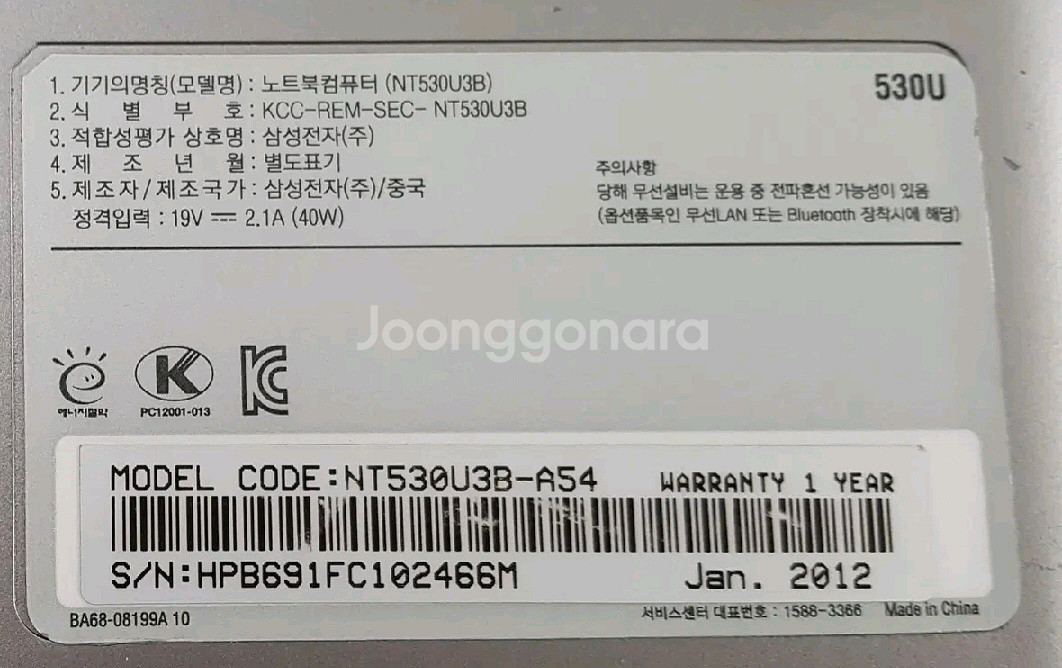 1. 기기의명칭(모델명) : 노트북컴퓨터 (NT530U3B)
530U
2. 식 별 부 호 : KCC-REM-SEC- NT530U3B
3. 적합성평가 상호명 : 삼성전자(주)
4. 제 조 년 월 : 별도표기
5. 제조자/제조국가 : 삼성전자(주)/중국
정격입력 : 19V 2.1A (40W)
주의사항
당해 무선설비는 운용 중 전파혼선 가능성이 있음
(옵션품목인 무선LAN 또는 Bluetooth 장착시에 해당)
Joonggonara
에너지절약
K
PC12001-013
KC
MODEL CODE:NT530U3B-A54
WARRANTY 1 YEAR
S/N:HPB691FC102466M
Jan. 2012
BA68-08199A 10
서비스센터 대표번호 : 1588-3366
Made in China